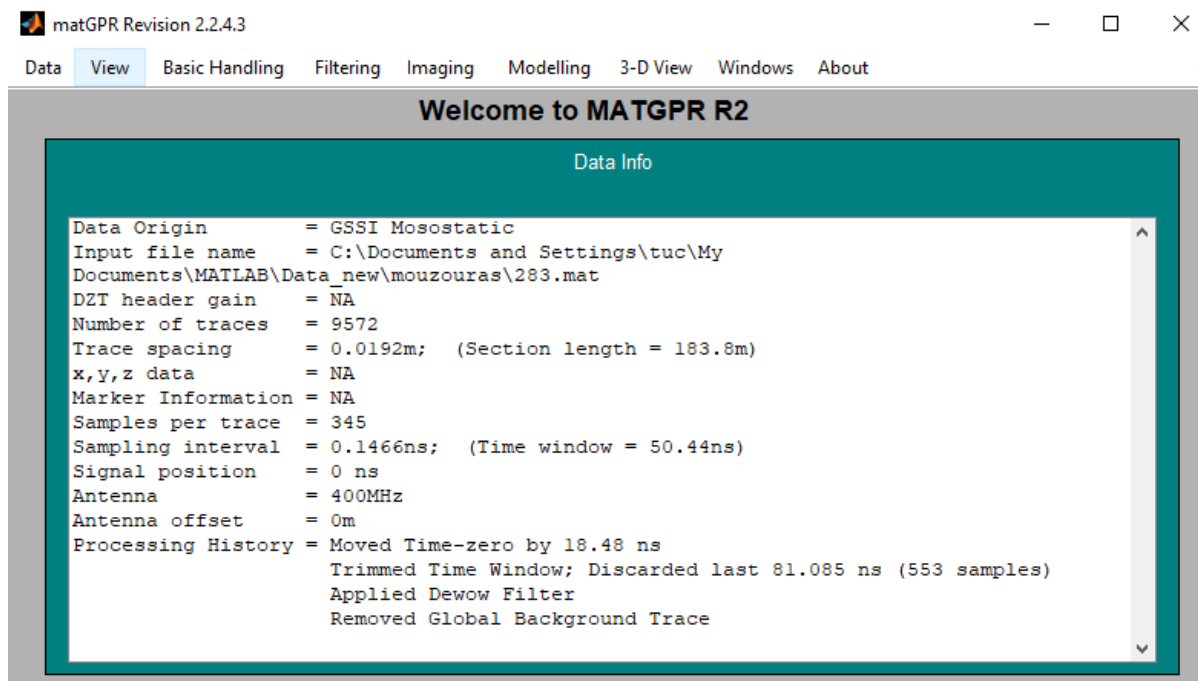 matGPR Revision 2.2.4.3
Data View Basic Handling Filtering Imaging Modelling 3-D View Windows About
Welcome to MATGPR R2
Data Info
Data Origin = GSSI Mosostatic
Input file name = C:\Documents and Settings\tuc\My
Documents\MATLAB\Data_new\mouzouras\283.mat
DZT header gain = NA
Number of traces = 9572
Trace spacing = 0.0192m; (Section length = 183.8m)
x,y,z data = NA
Marker Information = NA
Samples per trace = 345
Sampling interval = 0.1466ns; (Time window = 50.44ns)
Signal position = 0 ns
Antenna = 400MHz
Antenna offset = 0m
Processing History = Moved Time-zero by 18.48 ns
Trimmed Time Window; Discarded last 81.085 ns (553 samples)
Applied Dewow Filter
Removed Global Background Trace